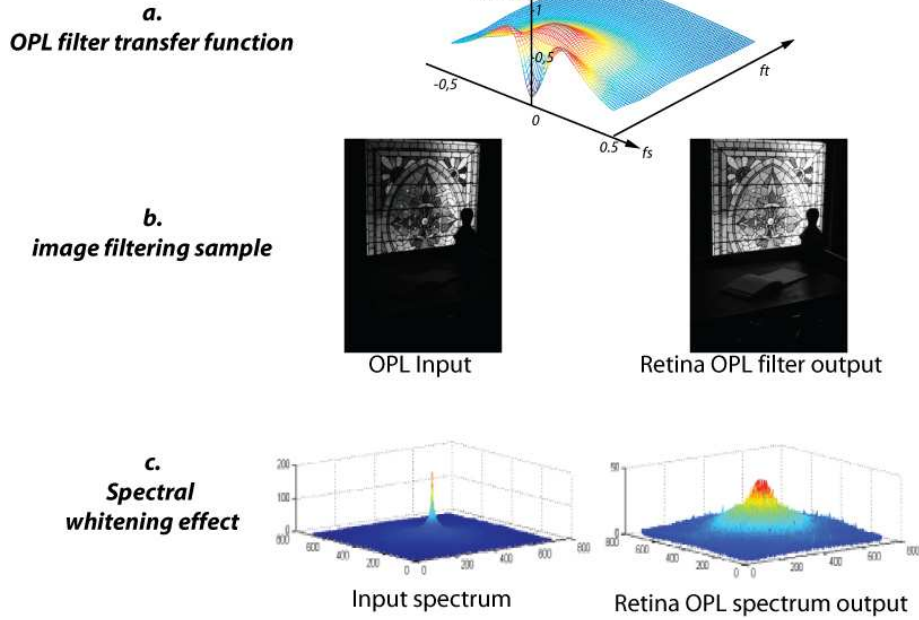 a.
OPL filter transfer function
-1
-0,5
-0,5
0
0.5
fs
ft
b.
image filtering sample
OPL Input
Retina OPL filter output
c.
Spectral
whitening effect
200
100
0
800
600
400
200
0
0
200
400
600
800
Input spectrum
50
0
800
600
400
200
0
0
200
400
600
800
Retina OPL spectrum output